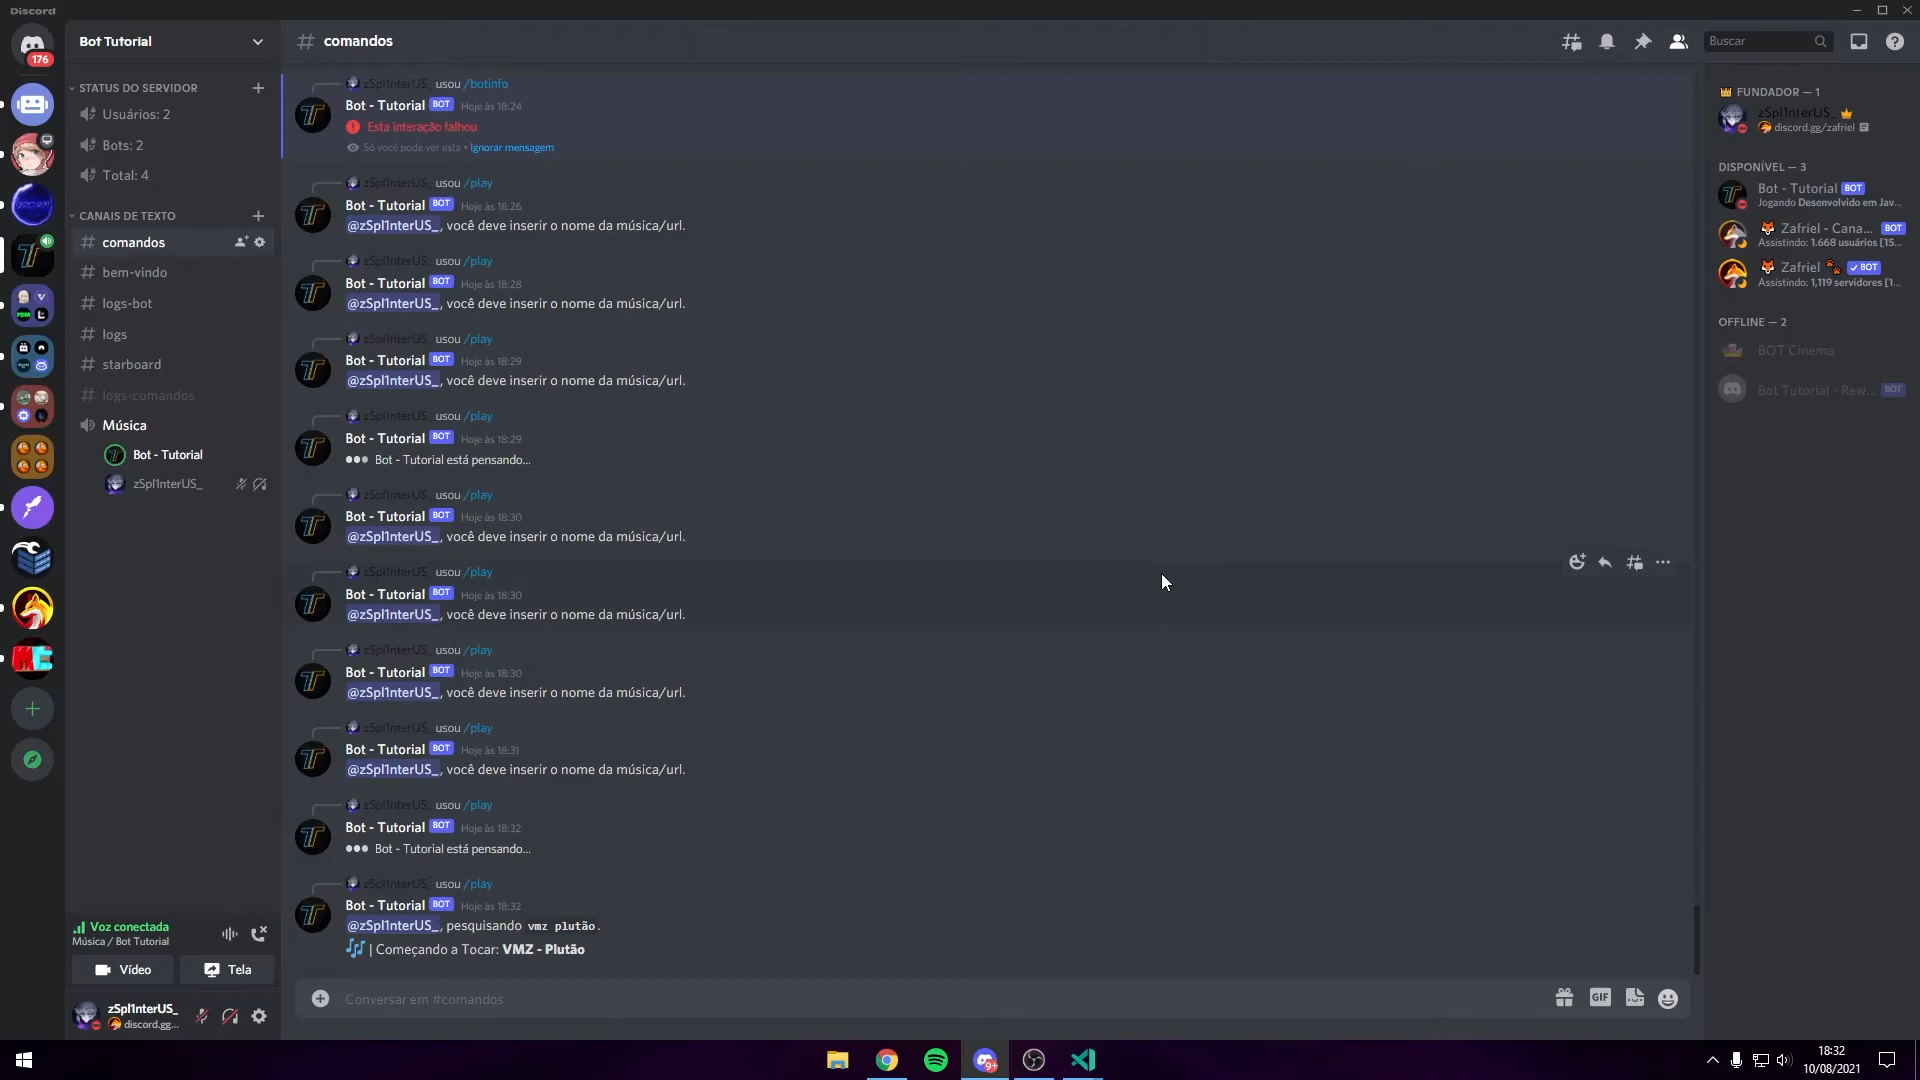 Discord
176
Bot Tutorial
STATUS DO SERVIDOR
Usuários: 2
Bots: 2
Total: 4
CANAIS DE TEXTO
comandos
bem-vindo
logs-bot
logs
starboard
logs-comandos
Música
Bot - Tutorial
zSpl1nterUS_
Voz conectada
Música / Bot Tutorial
Vídeo
Tela
zSpl1nterUS_
discord.gg...
comandos
Buscar
zSpl1nterUS_ usou /botinfo
Bot - Tutorial BOT Hoje às 18:24
Esta interação falhou
Só você pode ver esta • Ignorar mensagem
zSpl1nterUS_ usou /play
Bot - Tutorial BOT Hoje às 18:26
@zSpl1nterUS_, você deve inserir o nome da música/url.
zSpl1nterUS_ usou /play
Bot - Tutorial BOT Hoje às 18:28
@zSpl1nterUS_, você deve inserir o nome da música/url.
zSpl1nterUS_ usou /play
Bot - Tutorial BOT Hoje às 18:29
@zSpl1nterUS_, você deve inserir o nome da música/url.
zSpl1nterUS_ usou /play
Bot - Tutorial BOT Hoje às 18:29
Bot - Tutorial está pensando...
zSpl1nterUS_ usou /play
Bot - Tutorial BOT Hoje às 18:30
@zSpl1nterUS_, você deve inserir o nome da música/url.
zSpl1nterUS_ usou /play
Bot - Tutorial BOT Hoje às 18:30
@zSpl1nterUS_, você deve inserir o nome da música/url.
zSpl1nterUS_ usou /play
Bot - Tutorial BOT Hoje às 18:30
@zSpl1nterUS_, você deve inserir o nome da música/url.
zSpl1nterUS_ usou /play
Bot - Tutorial BOT Hoje às 18:31
@zSpl1nterUS_, você deve inserir o nome da música/url.
zSpl1nterUS_ usou /play
Bot - Tutorial BOT Hoje às 18:32
Bot - Tutorial está pensando...
zSpl1nterUS_ usou /play
Bot - Tutorial BOT Hoje às 18:32
@zSpl1nterUS_, pesquisando vmz plutão.
| Começando a Tocar: VMZ - Plutão
Conversar em #comandos
GIF
FUNDADOR — 1
zSpl1nterUS_
discord.gg/zafriel
DISPONÍVEL — 3
Bot - Tutorial BOT
Jogando Desenvolvido em Jav...
Zafriel - Cana... BOT
Assistindo: 1.668 usuários [15...
Zafriel BOT
Assistindo: 1,119 servidores [1...
OFFLINE — 2
BOT Cinema
Bot Tutorial - Rew... BOT
9+
18:32
10/08/2021